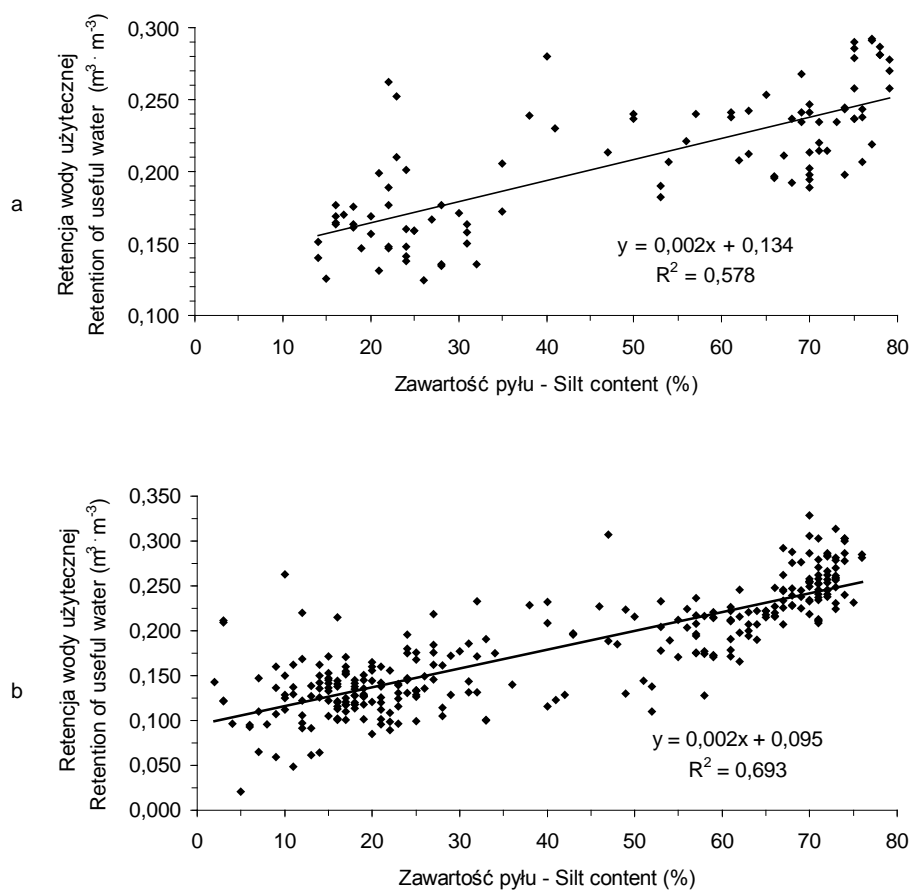 a
Retencja wody użytecznej
Retention of useful water (m³· m⁻³)
0,300
0,250
0,200
0,150
0,100
y = 0,002x + 0,134
R² = 0,578
0 10 20 30 40 50 60 70 80
Zawartość pyłu - Silt content (%)
b
Retencja wody użytecznej
Retention of useful water (m³· m⁻³)
0,350
0,300
0,250
0,200
0,150
0,100
0,050
0,000
y = 0,002x + 0,095
R² = 0,693
0 10 20 30 40 50 60 70 80
Zawartość pyłu - Silt content (%)